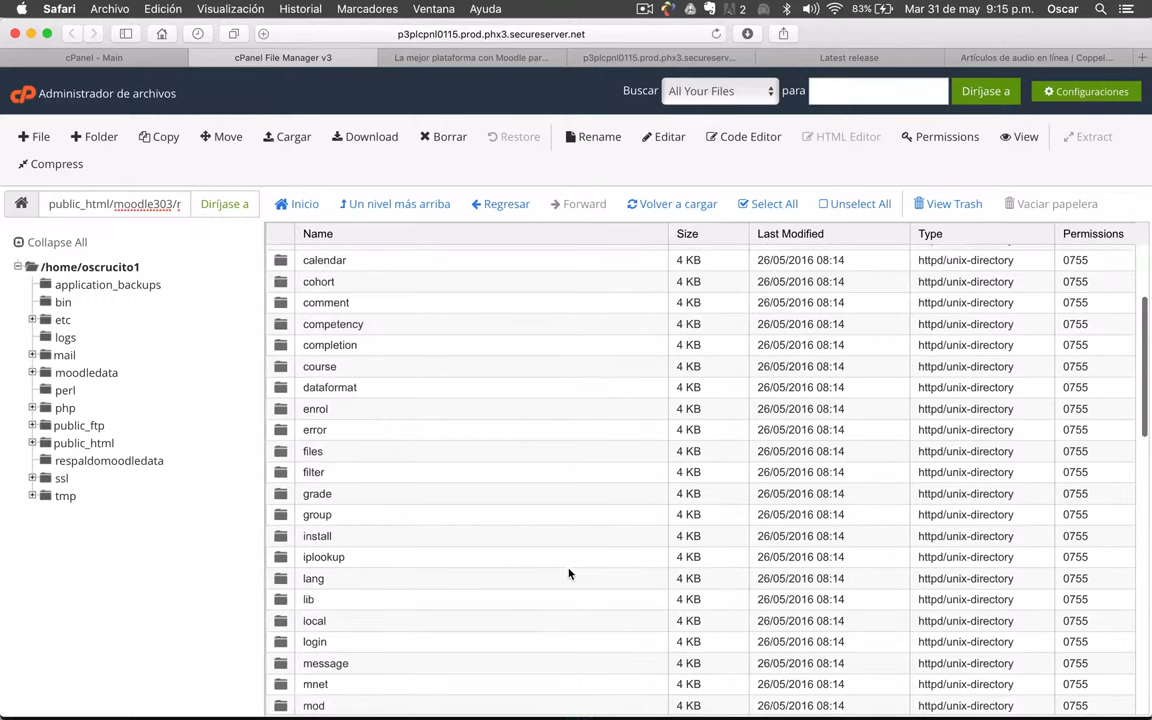 Safari Archivo Edición Visualización Historial Marcadores Ventana Ayuda 2 83% Mar 31 de may 9:15 p.m. Oscar
p3plcpnl0115.prod.phx3.secureserver.net
cPanel - Main cPanel File Manager v3 La mejor plataforma con Moodle par... p3plcpnl0115.prod.phx3.secureserv... Latest release Artículos de audio en línea | Coppel....
cP Administrador de archivos Buscar All Your Files para Diríjase a Configuraciones
File Folder Copy Move Cargar Download Borrar Restore Rename Editar Code Editor HTML Editor Permissions View Extract
Compress
public_html/moodle303/r Diríjase a Inicio Un nivel más arriba Regresar Forward Volver a cargar Select All Unselect All View Trash Vaciar papelera
Collapse All
/home/oscrucito1
application_backups
bin
etc
logs
mail
moodledata
perl
php
public_ftp
public_html
respaldomoodledata
ssl
tmp
Name Size Last Modified Type Permissions
calendar 4 KB 26/05/2016 08:14 httpd/unix-directory 0755
cohort 4 KB 26/05/2016 08:14 httpd/unix-directory 0755
comment 4 KB 26/05/2016 08:14 httpd/unix-directory 0755
competency 4 KB 26/05/2016 08:14 httpd/unix-directory 0755
completion 4 KB 26/05/2016 08:14 httpd/unix-directory 0755
course 4 KB 26/05/2016 08:14 httpd/unix-directory 0755
dataformat 4 KB 26/05/2016 08:14 httpd/unix-directory 0755
enrol 4 KB 26/05/2016 08:14 httpd/unix-directory 0755
error 4 KB 26/05/2016 08:14 httpd/unix-directory 0755
files 4 KB 26/05/2016 08:14 httpd/unix-directory 0755
filter 4 KB 26/05/2016 08:14 httpd/unix-directory 0755
grade 4 KB 26/05/2016 08:14 httpd/unix-directory 0755
group 4 KB 26/05/2016 08:14 httpd/unix-directory 0755
install 4 KB 26/05/2016 08:14 httpd/unix-directory 0755
iplookup 4 KB 26/05/2016 08:14 httpd/unix-directory 0755
lang 4 KB 26/05/2016 08:14 httpd/unix-directory 0755
lib 4 KB 26/05/2016 08:14 httpd/unix-directory 0755
local 4 KB 26/05/2016 08:14 httpd/unix-directory 0755
login 4 KB 26/05/2016 08:14 httpd/unix-directory 0755
message 4 KB 26/05/2016 08:14 httpd/unix-directory 0755
mnet 4 KB 26/05/2016 08:14 httpd/unix-directory 0755
mod 4 KB 26/05/2016 08:14 httpd/unix-directory 0755